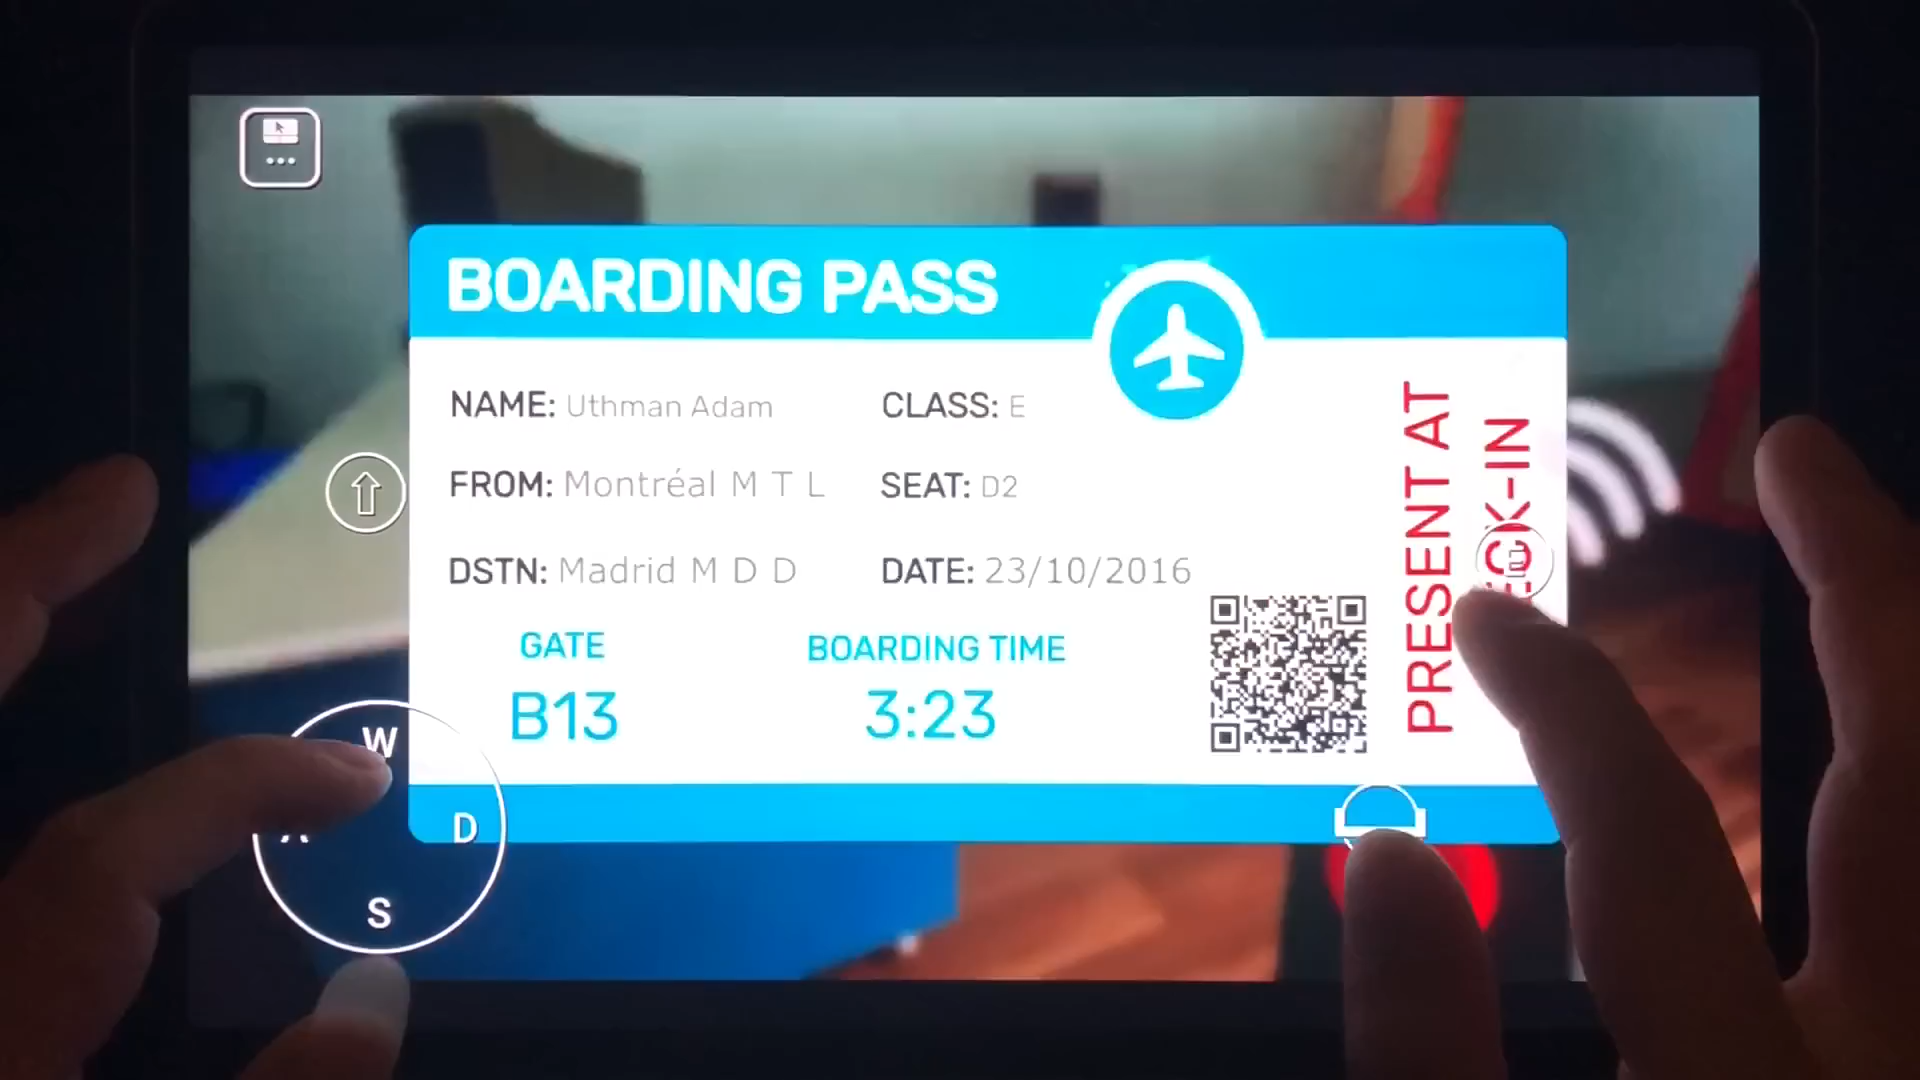 BOARDING PASS
NAME: Uthman Adam
CLASS: E
FROM: Montréal M T L
SEAT: D2
DSTN: Madrid M D D
DATE: 23/10/2016
GATE
B13
BOARDING TIME
3:23
PRESENT AT
W
D
S